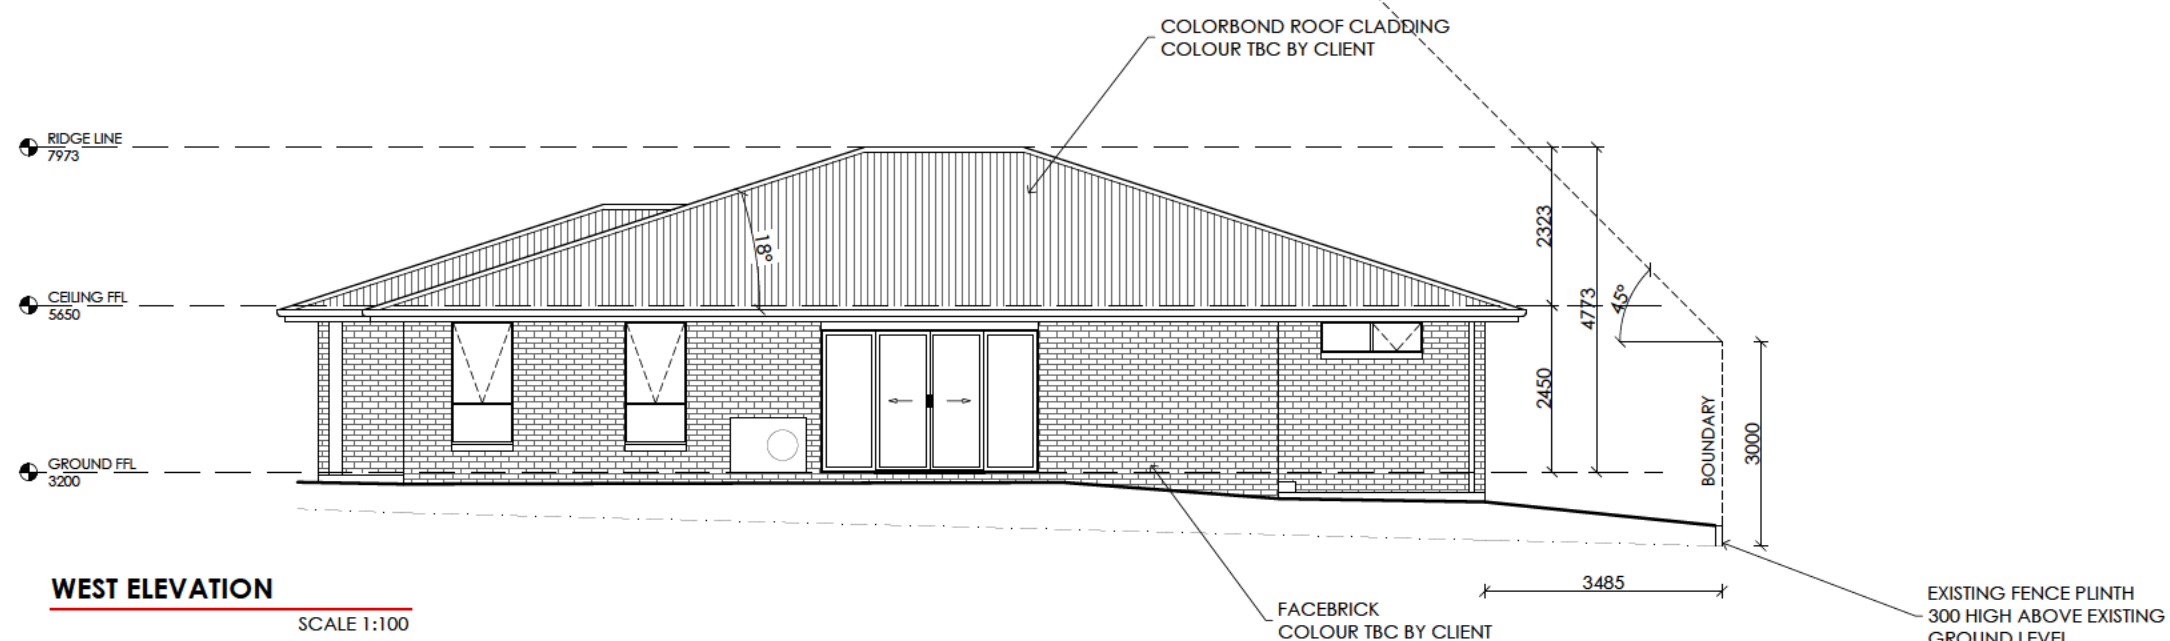 COLORBOND ROOF CLADDING
COLOUR TBC BY CLIENT
RIDGE LINE
7973
18°
2323
CEILING FFL
5650
4773
45°
2450
BOUNDARY
3000
GROUND FFL
3200
WEST ELEVATION
SCALE 1:100
3485
FACEBRICK
COLOUR TBC BY CLIENT
EXISTING FENCE PLINTH
300 HIGH ABOVE EXISTING
GROUND LEVEL